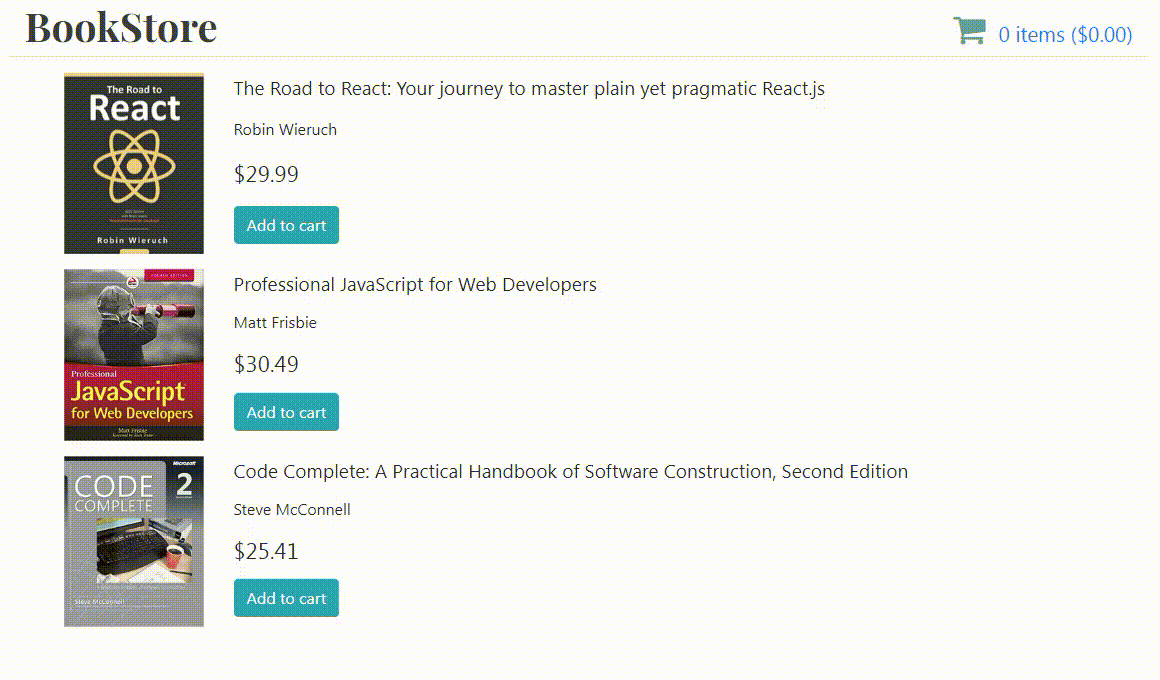 BookStore
0 items ($0.00)
The Road to
React
Robin Wieruch
The Road to React: Your journey to master plain yet pragmatic React.js
Robin Wieruch
$29.99
Add to cart
FOURTH EDITION
Professional
JavaScript
for Web Developers
Matt Frisbie
Professional JavaScript for Web Developers
Matt Frisbie
$30.49
Add to cart
Microsoft
CODE
COMPLETE
2
Steve McConnell
Code Complete: A Practical Handbook of Software Construction, Second Edition
Steve McConnell
$25.41
Add to cart